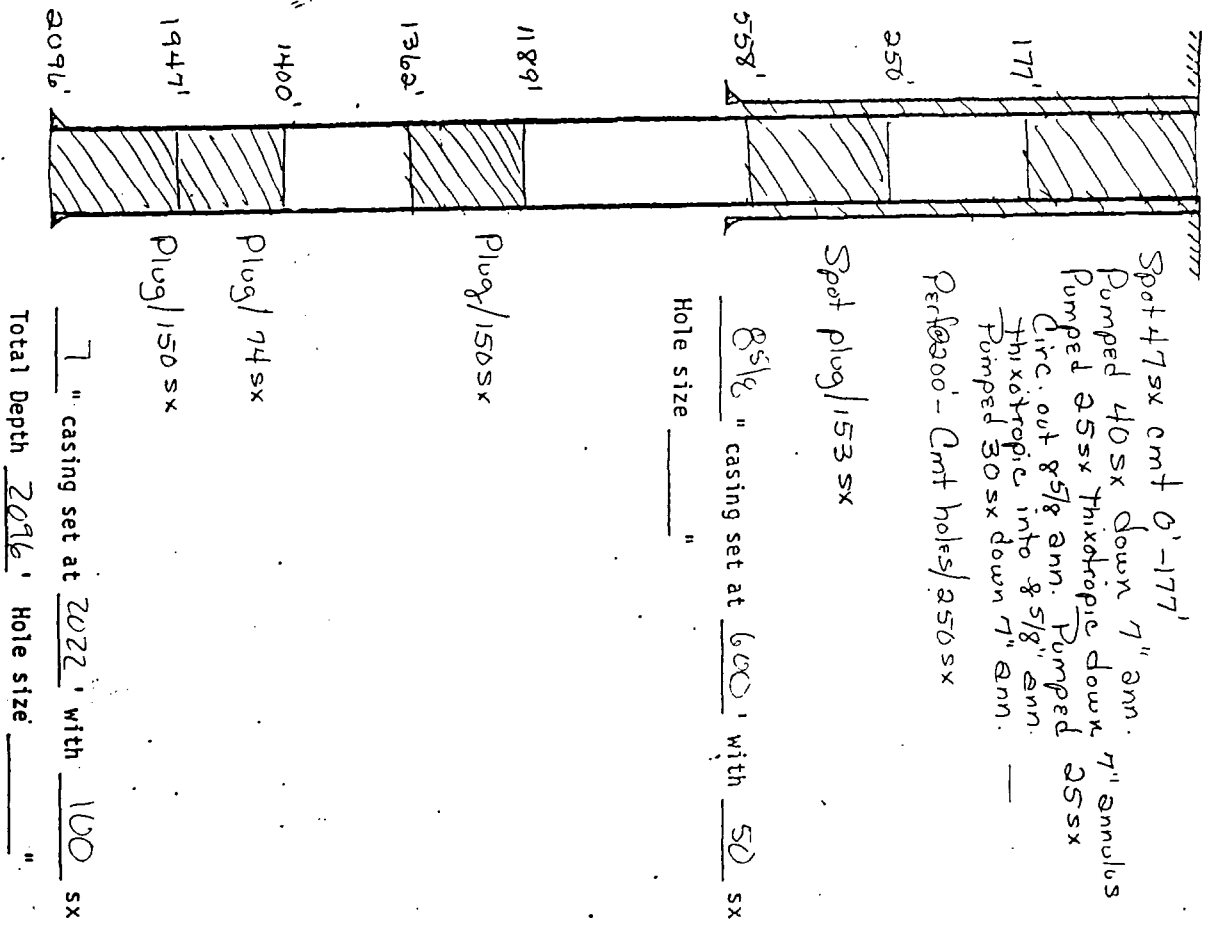 177'
250'
558'
1189'
1362'
1400'
1947'
2096'
Spot 47sx cmt 0'-177'
Pumped 40sx down 7" ann.
Pumped 25sx thixotropic down 7" annulus
Circ. out 8 5/8 ann. Pumped 25sx
thixotropic into 8 5/8" ann.
Pumped 30sx down 7" ann. —
Perf@200' - Cmt holes/250sx
Spot plug/153sx
8 5/8 " casing set at 600 ' with 50 sx
Hole size "
Plug/150sx
Plug/74sx
Plug/150sx
7 " casing set at 2022 ' with 100 sx
Total Depth 2096 ' Hole size "